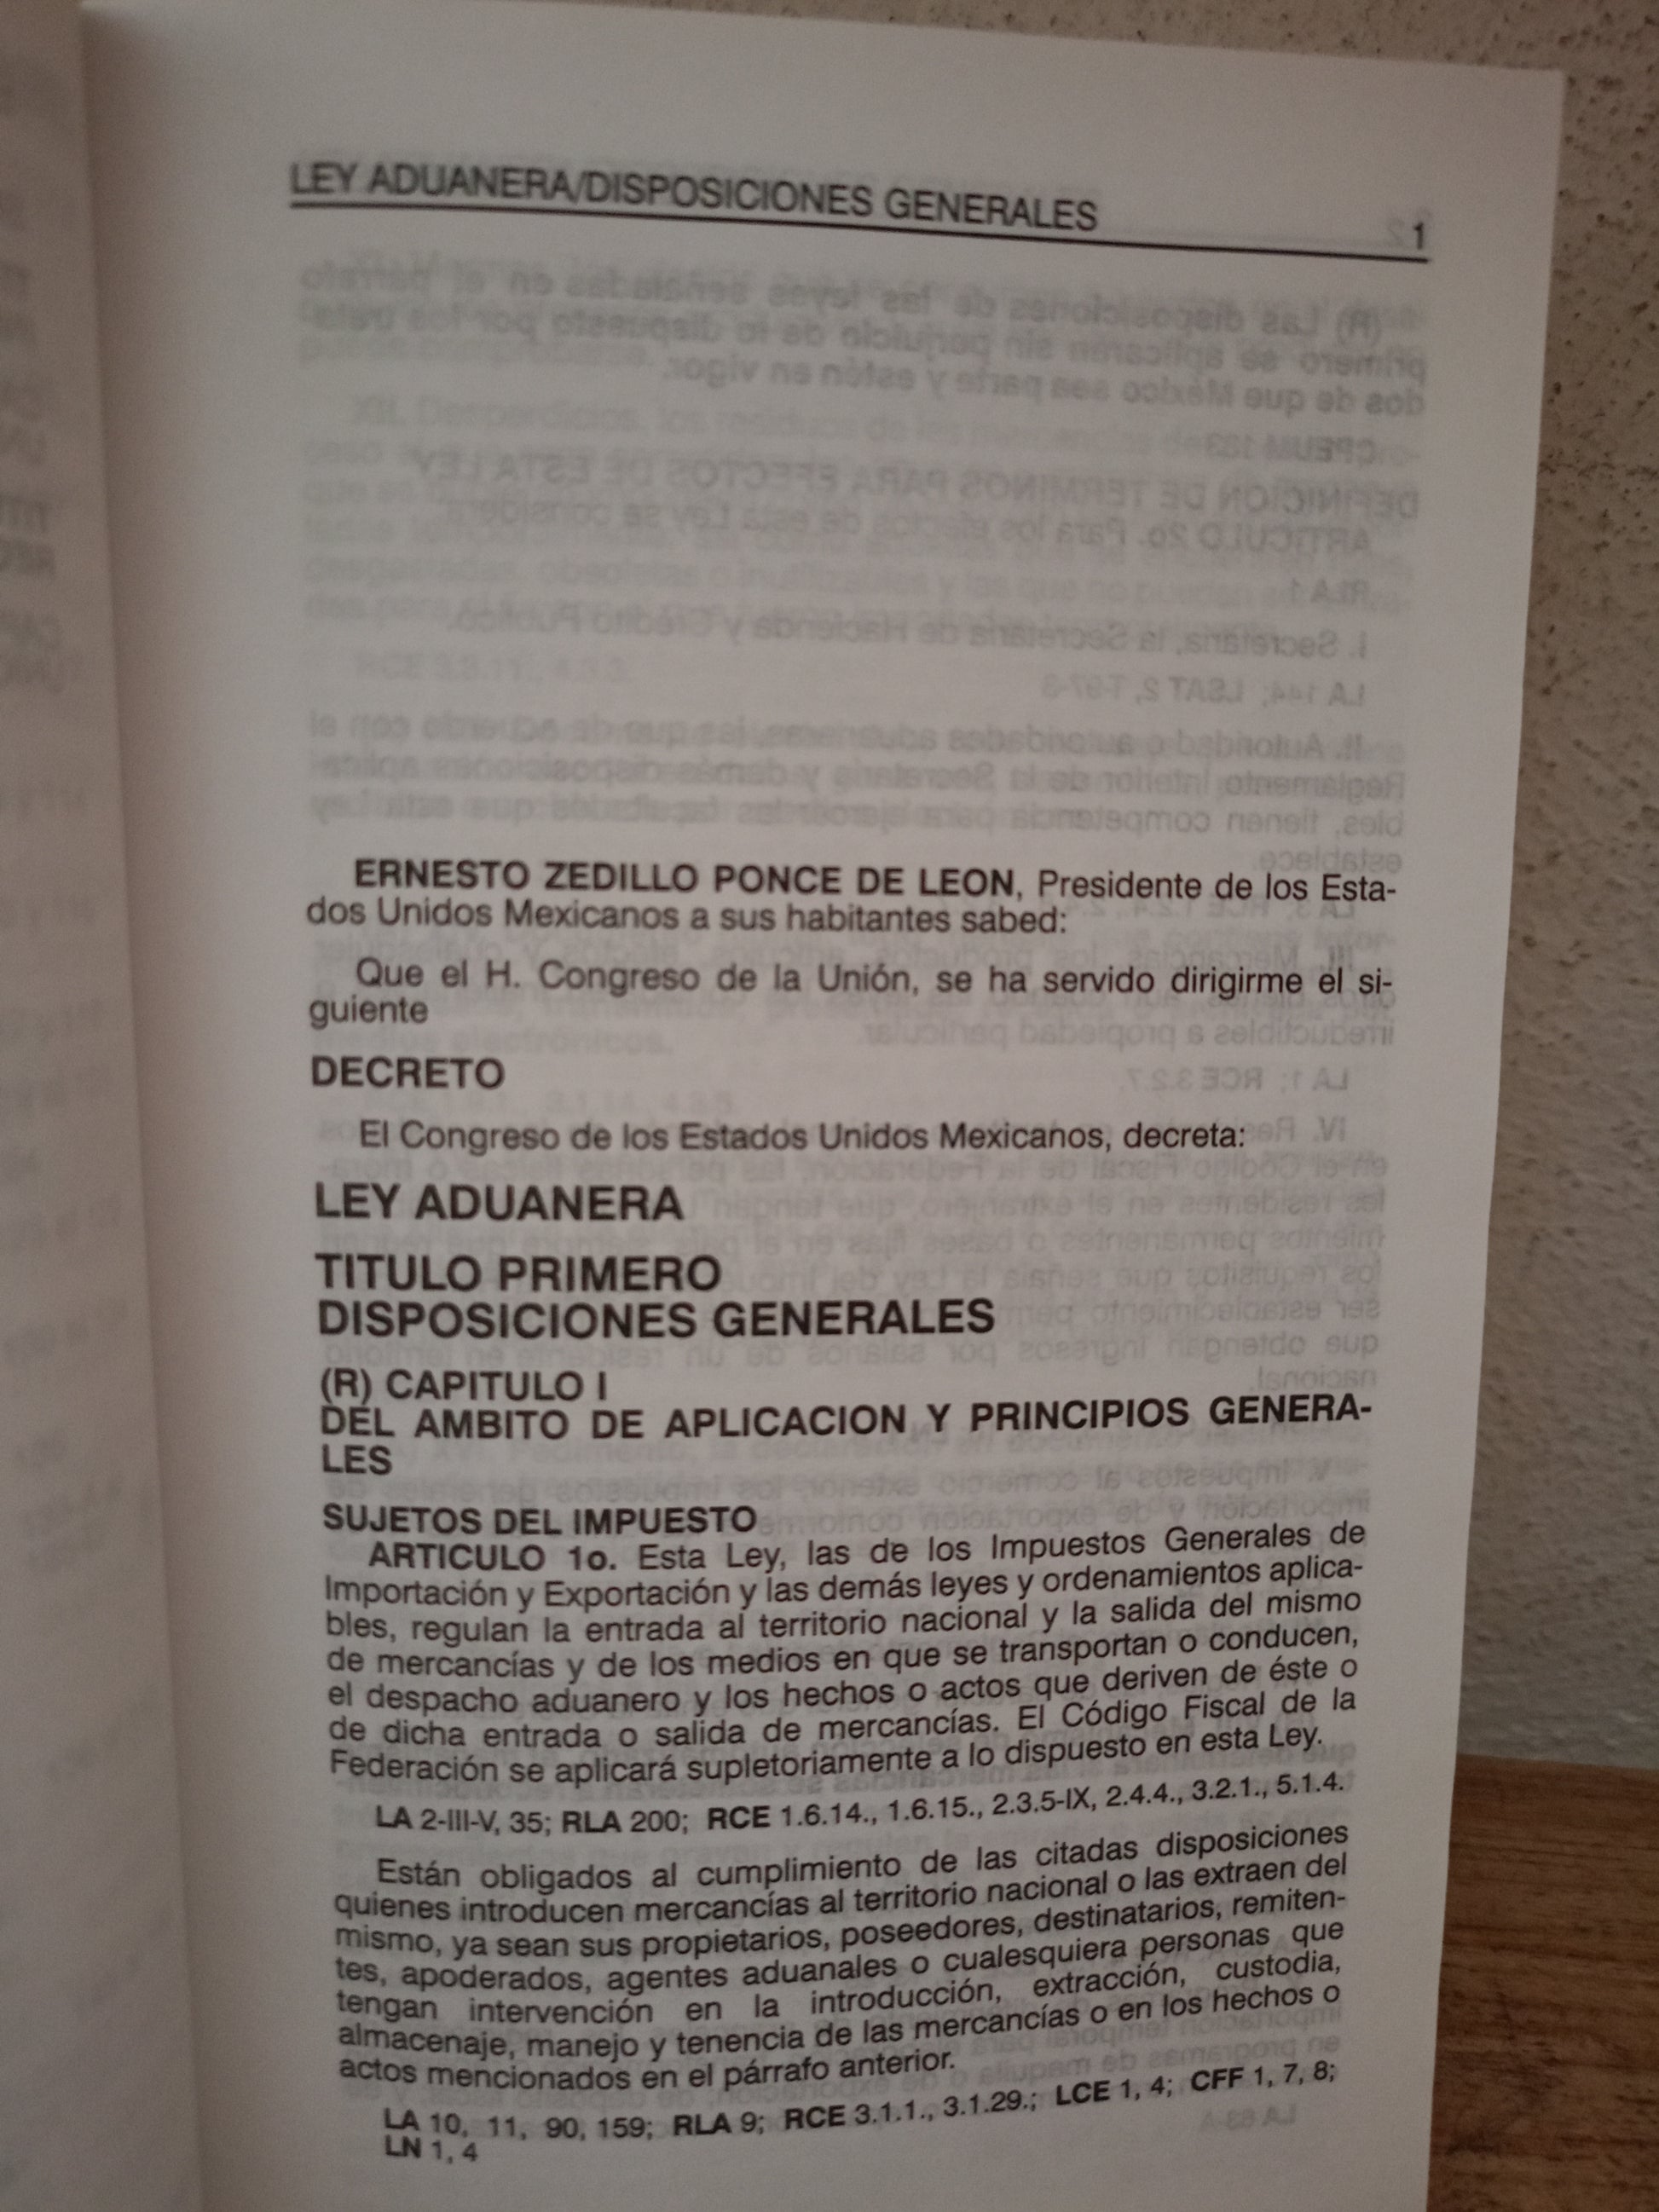 LEY ADUANERA/DISPOSICIONES GENERALES 1
ERNESTO ZEDILLO PONCE DE LEON, Presidente de los Esta-
dos Unidos Mexicanos a sus habitantes sabed:
Que el H. Congreso de la Unión, se ha servido dirigirme el si-
guiente
DECRETO
El Congreso de los Estados Unidos Mexicanos, decreta:
LEY ADUANERA
TITULO PRIMERO
DISPOSICIONES GENERALES
(R) CAPITULO I
DEL AMBITO DE APLICACION Y PRINCIPIOS GENERA-
LES
SUJETOS DEL IMPUESTO
ARTICULO 1o. Esta Ley, las de los Impuestos Generales de
Importación y Exportación y las demás leyes y ordenamientos aplica-
bles, regulan la entrada al territorio nacional y la salida del mismo
de mercancías y de los medios en que se transportan o conducen,
el despacho aduanero y los hechos o actos que deriven de éste o
de dicha entrada o salida de mercancías. El Código Fiscal de la
Federación se aplicará supletoriamente a lo dispuesto en esta Ley.
LA 2-III-V, 35; RLA 200; RCE 1.6.14., 1.6.15., 2.3.5-IX, 2.4.4., 3.2.1., 5.1.4.
Están obligados al cumplimiento de las citadas disposiciones
quienes introducen mercancías al territorio nacional o las extraen del
mismo, ya sean sus propietarios, poseedores, destinatarios, remiten-
tes, apoderados, agentes aduanales o cualesquiera personas que
tengan intervención en la introducción, extracción, custodia,
almacenaje, manejo y tenencia de las mercancías o en los hechos o
actos mencionados en el párrafo anterior.
LA 10, 11, 90, 159; RLA 9; RCE 3.1.1., 3.1.29.; LCE 1, 4; CFF 1, 7, 8;
LN 1, 4